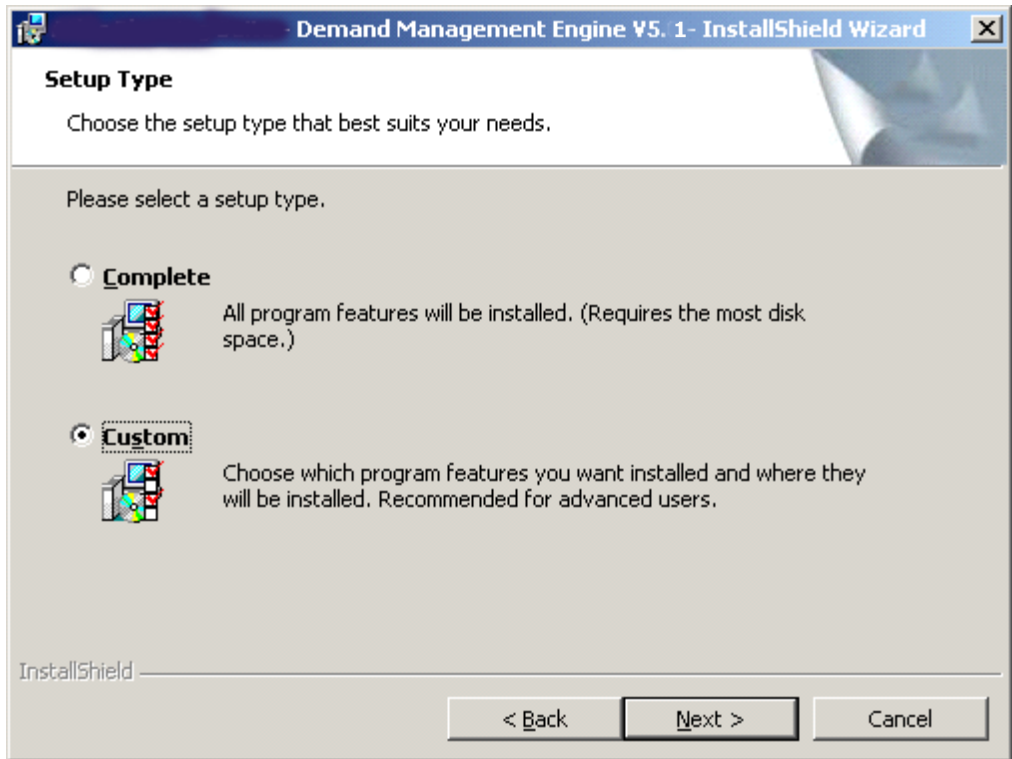 Demand Management Engine V5.1- InstallShield Wizard
Setup Type
Choose the setup type that best suits your needs.
Please select a setup type.
Complete
All program features will be installed. (Requires the most disk
space.)
Custom
Choose which program features you want installed and where they
will be installed. Recommended for advanced users.
InstallShield
< Back
Next >
Cancel